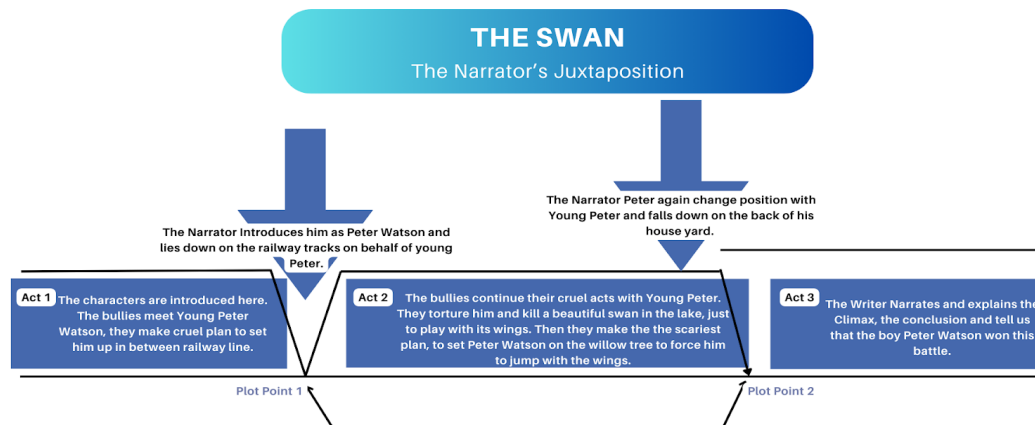 THE SWAN
The Narrator's Juxtaposition
The Narrator Introduces him as Peter Watson and
lies down on the railway tracks on behalf of young
Peter.
The Narrator Peter again change position with
Young Peter and falls down on the back of his
house yard.
Act 1
The characters are introduced here.
The bullies meet Young Peter
Watson, they make cruel plan to set
him up in between railway line.
Act 2
The bullies continue their cruel acts with Young Peter.
They torture him and kill a beautiful swan in the lake, just
to play with its wings. Then they make the the scariest
plan, to set Peter Watson on the willow tree to force him
to jump with the wings.
Act 3
The Writer Narrates and explains the
Climax, the conclusion and tell us
that the boy Peter Watson won this
battle.
Plot Point 1
Plot Point 2